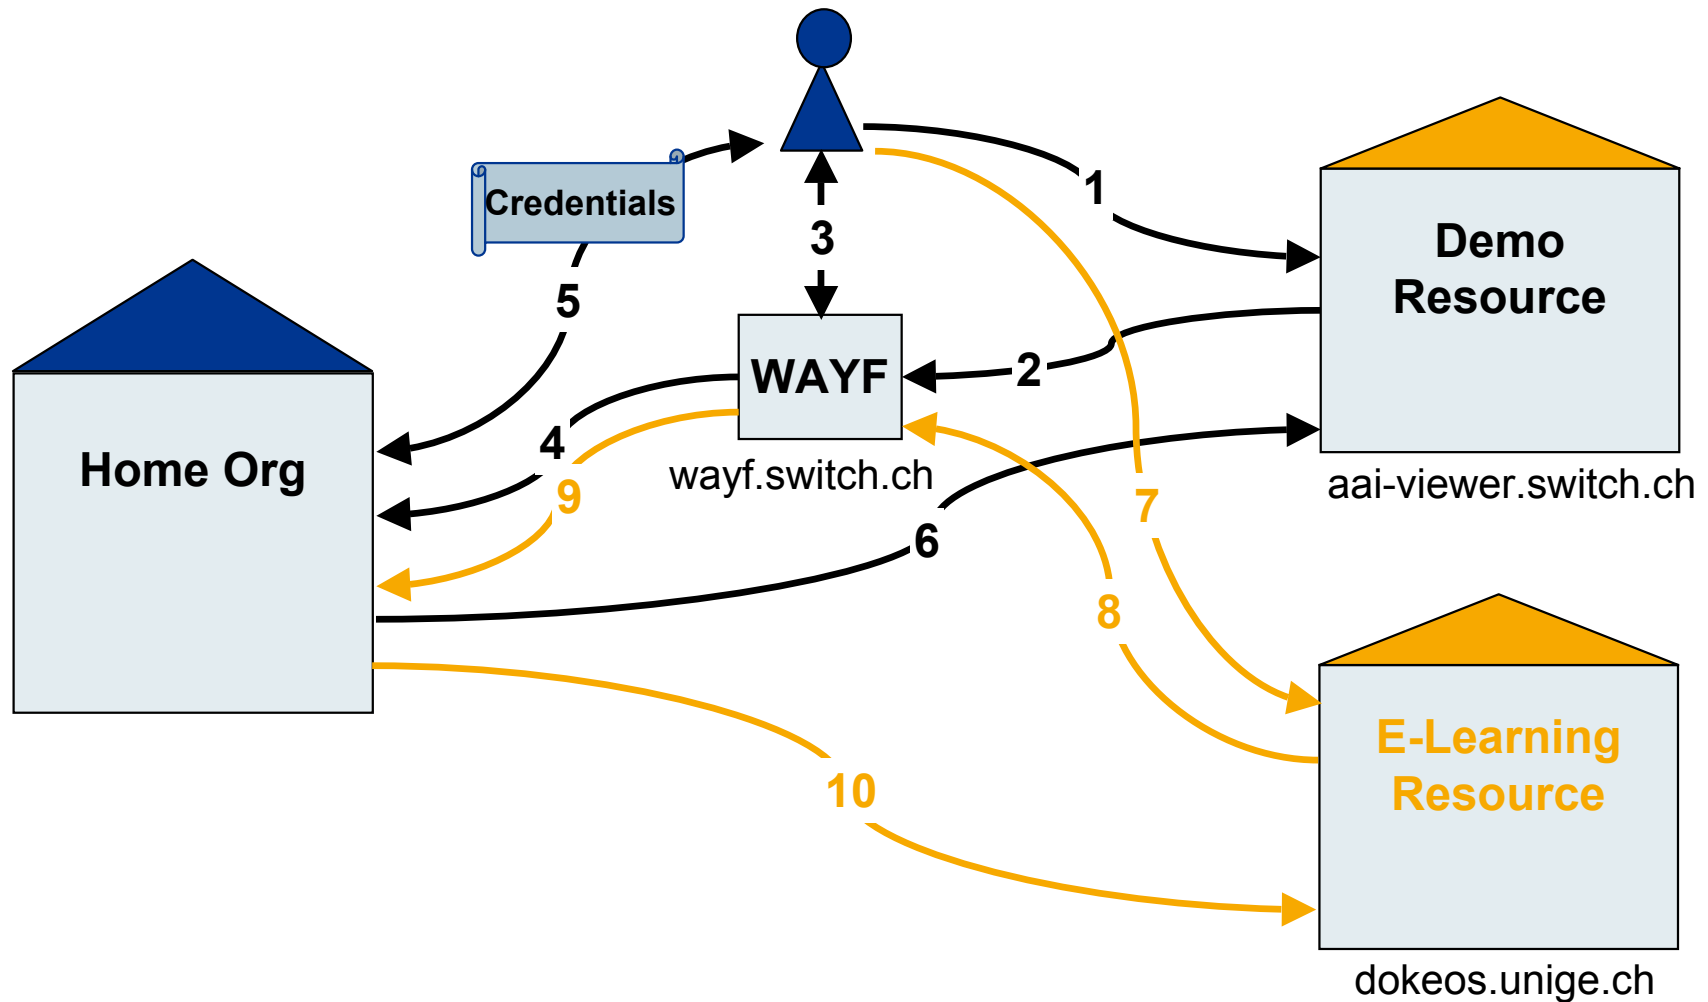 Credentials
1
3
Demo
Resource
5
2
WAYF
4
Home Org
wayf.switch.ch
aai-viewer.switch.ch
9
7
6
8
E-Learning
Resource
10
dokeos.unige.ch